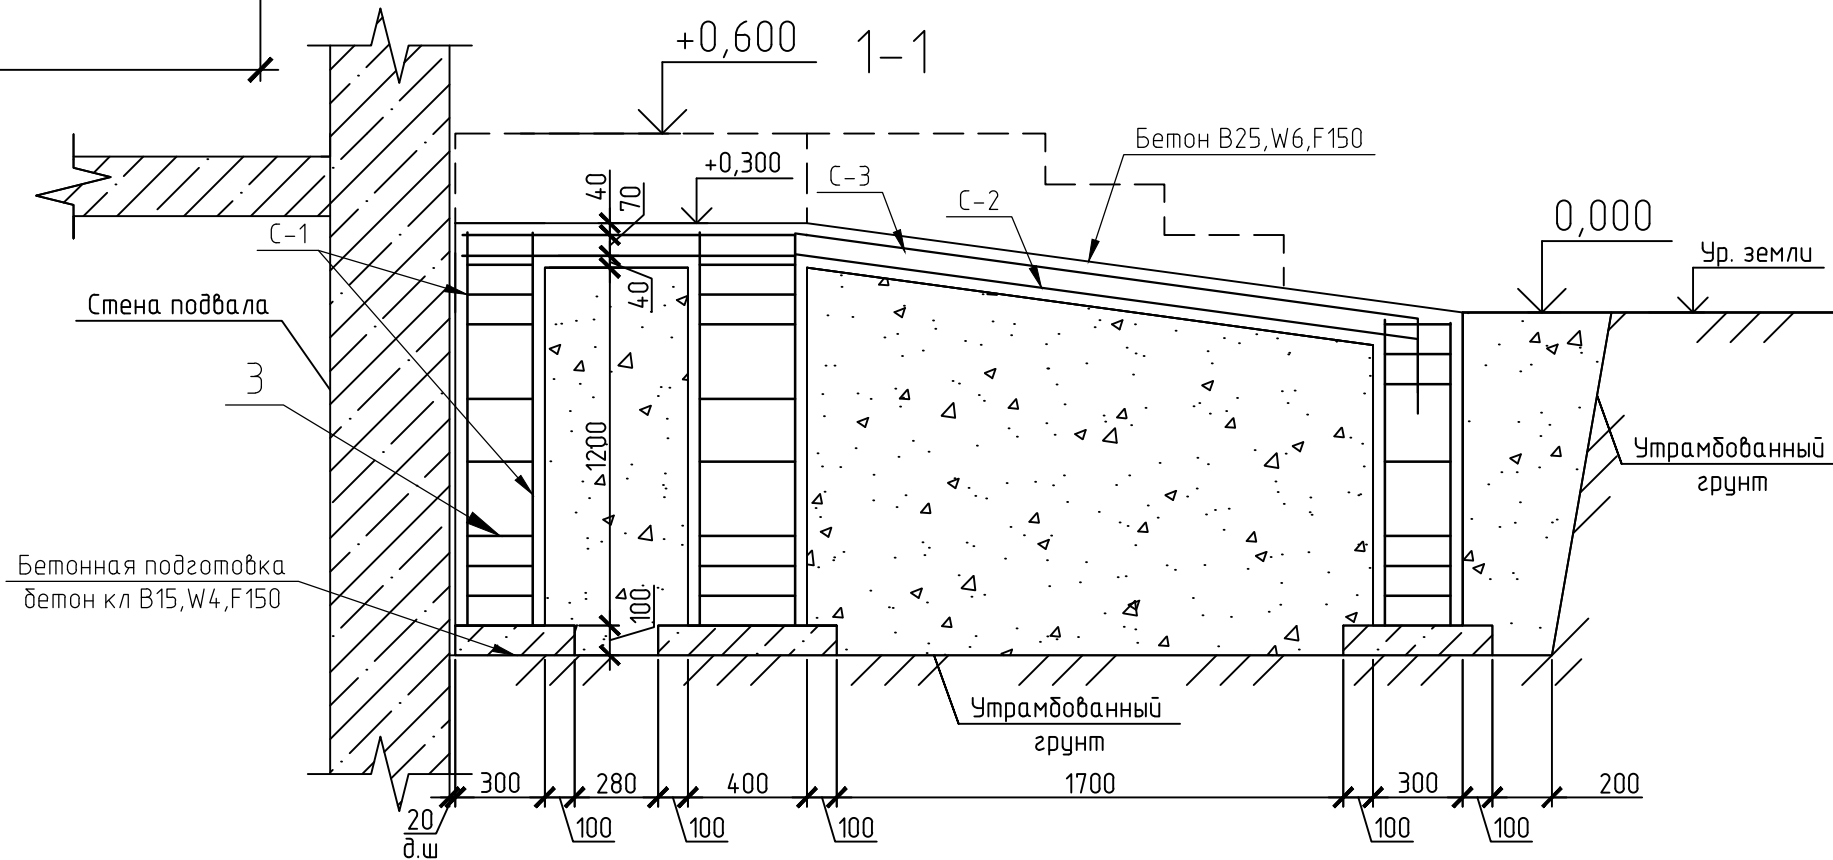 +0,600
1-1
Бетон В25,W6,F150
+0,300
40
70
С-3
С-2
0,000
Ур. земли
С-1
40
Стена подвала
3
1200
Утрамбованный
грунт
Бетонная подготовка
бетон кл В15,W4,F150
100
Утрамбованный
грунт
300
280
400
1700
300
200
20
д.ш
100
100
100
100
100